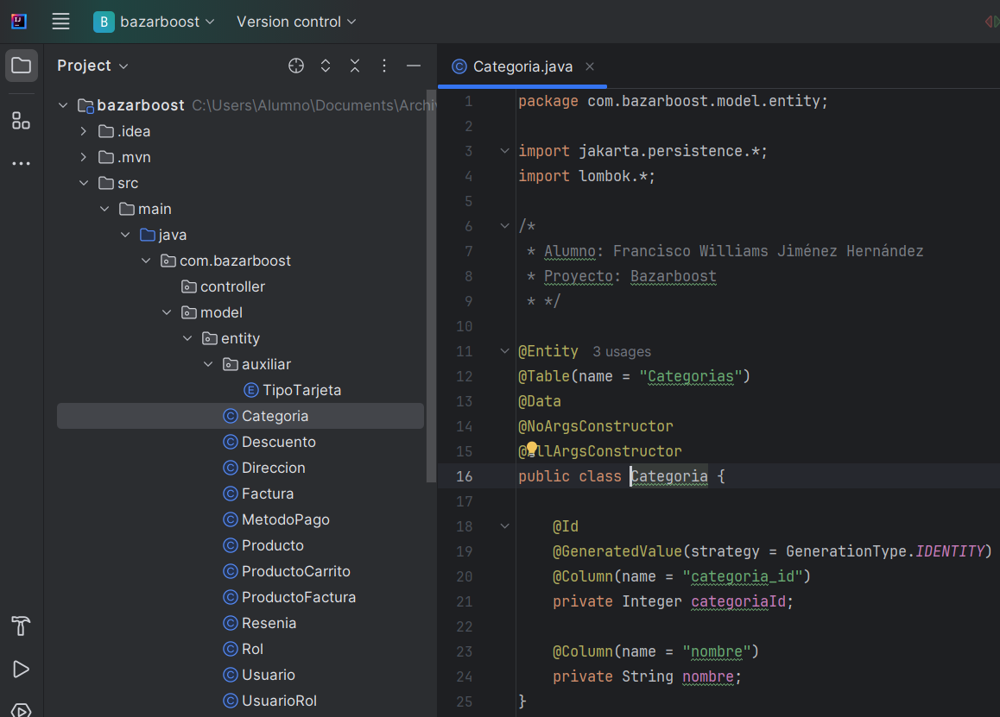 B bazarboost Version control
Project
bazarboost C:\Users\Alumno\Documents\Archi
.idea
.mvn
src
main
java
com.bazarboost
controller
model
entity
auxiliar
E TipoTarjeta
C Categoria
C Descuento
C Direccion
C Factura
C MetodoPago
C Producto
C ProductoCarrito
C ProductoFactura
C Resenia
C Rol
C Usuario
C UsuarioRol
C Categoria.java
1 package com.bazarboost.model.entity;
2
3 import jakarta.persistence.*;
4 import lombok.*;
5
6 /*
7 * Alumno: Francisco Williams Jiménez Hernández
8 * Proyecto: Bazarboost
9 * */
10
11 @Entity 3 usages
12 @Table(name = "Categorias")
13 @Data
14 @NoArgsConstructor
15 @AllArgsConstructor
16 public class Categoria {
17
18 @Id
19 @GeneratedValue(strategy = GenerationType.IDENTITY)
20 @Column(name = "categoria_id")
21 private Integer categoriaId;
22
23 @Column(name = "nombre")
24 private String nombre;
25 }